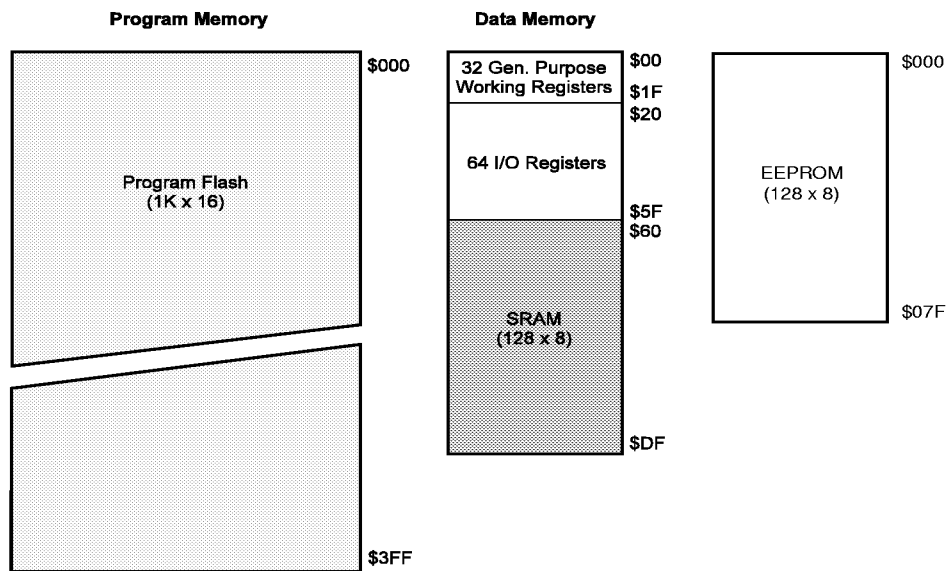 Program Memory
$000
Program Flash
(1K x 16)
$3FF
Data Memory
32 Gen. Purpose
Working Registers
$00
$1F
$20
64 I/O Registers
$5F
$60
SRAM
(128 x 8)
$DF
$000
EEPROM
(128 x 8)
$07F